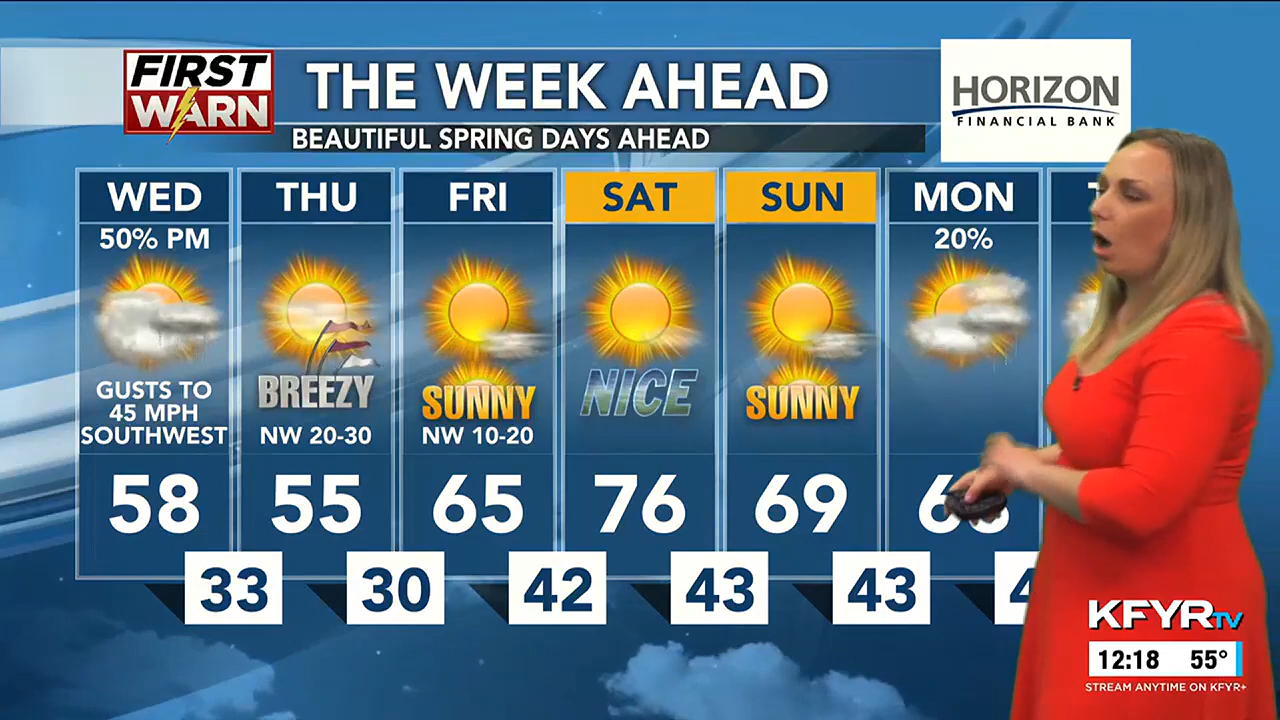 FIRST
WARN
THE WEEK AHEAD
BEAUTIFUL SPRING DAYS AHEAD
HORIZON
FINANCIAL BANK
WED
50% PM
GUSTS TO
45 MPH
SOUTHWEST
58
33
THU
BREEZY
NW 20-30
55
30
FRI
SUNNY
NW 10-20
65
42
SAT
NICE
76
43
SUN
SUNNY
69
43
MON
20%
KFYRTV
12:18 55°
STREAM ANYTIME ON KFYR+